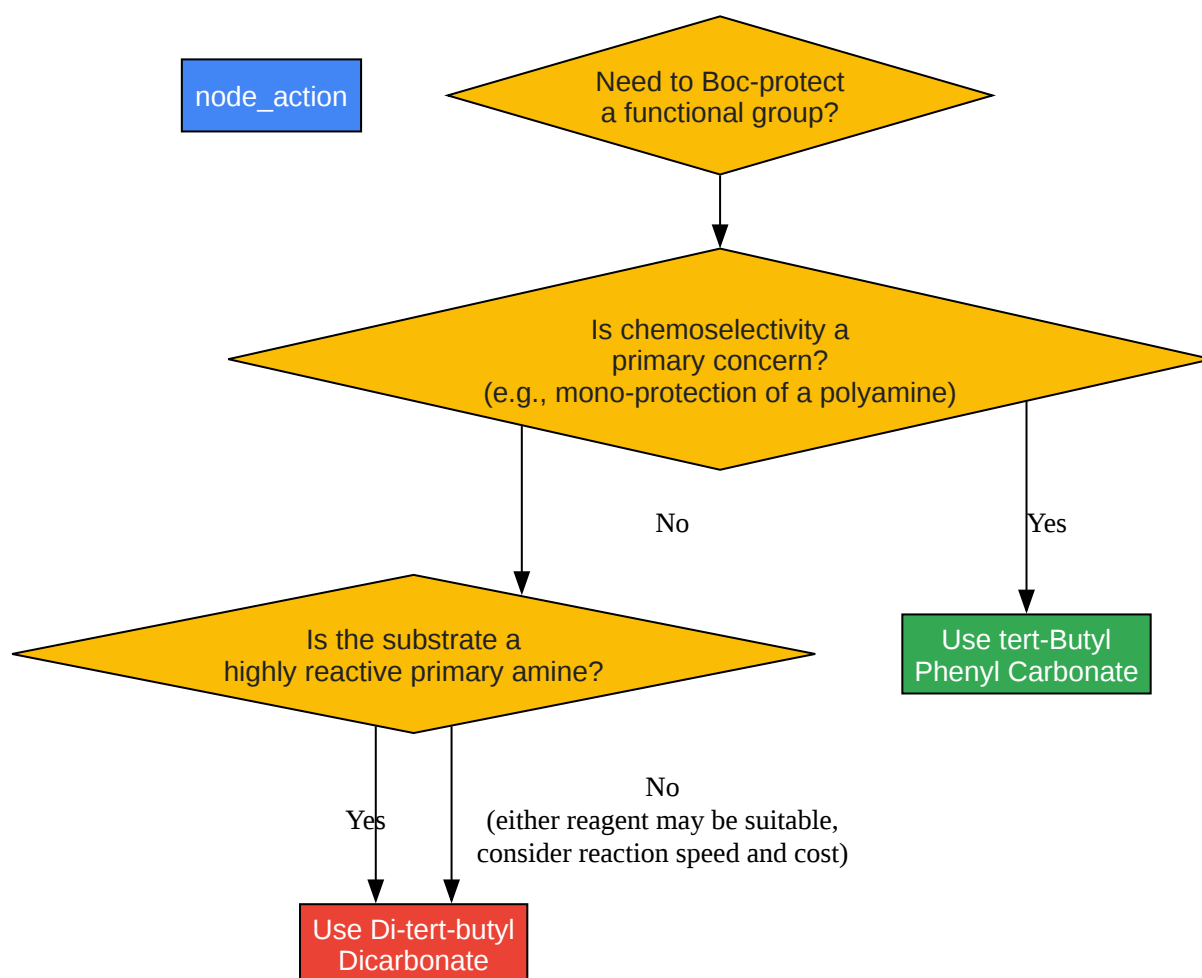 node_action
Need to Boc-protect
a functional group?
Is chemoselectivity a
primary concern?
(e.g., mono-protection of a polyamine)
No
Yes
Is the substrate a
highly reactive primary amine?
Use tert-Butyl
Phenyl Carbonate
Yes
No
(either reagent may be suitable,
consider reaction speed and cost)
Use Di-tert-butyl
Dicarbonate